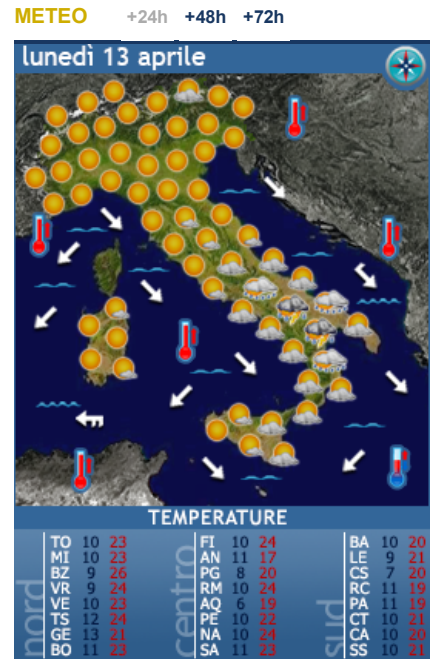 METEO +24h +48h +72h
lunedì 13 aprile
TEMPERATURE
nord
TO 10 23
MI 10 23
BZ 9 26
VR 9 24
VE 10 23
TS 12 24
GE 13 21
BO 11 23
centro
FI 10 24
AN 11 17
PG 8 20
RM 10 24
AQ 6 19
PE 10 22
NA 10 24
SA 11 23
sud
BA 10 20
LE 9 21
CS 7 20
RC 11 19
PA 11 19
CT 10 21
CA 10 20
SS 10 21